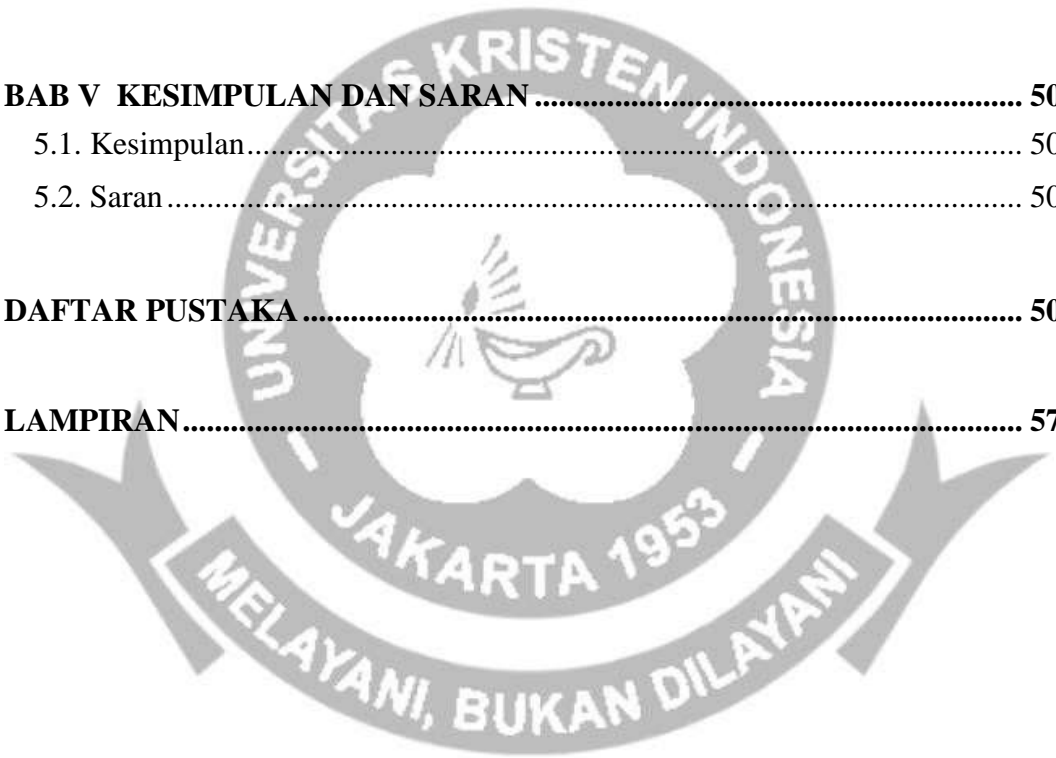 BAB V  KESIMPULAN DAN SARAN ................................................................ 50
5.1. Kesimpulan ................................................................ 50
5.2. Saran ................................................................ 50
DAFTAR PUSTAKA ................................................................ 50
LAMPIRAN ................................................................ 57
UNIVERSITAS KRISTEN INDONESIA
– JAKARTA 1953 –
MELAYANI, BUKAN DILAYANI